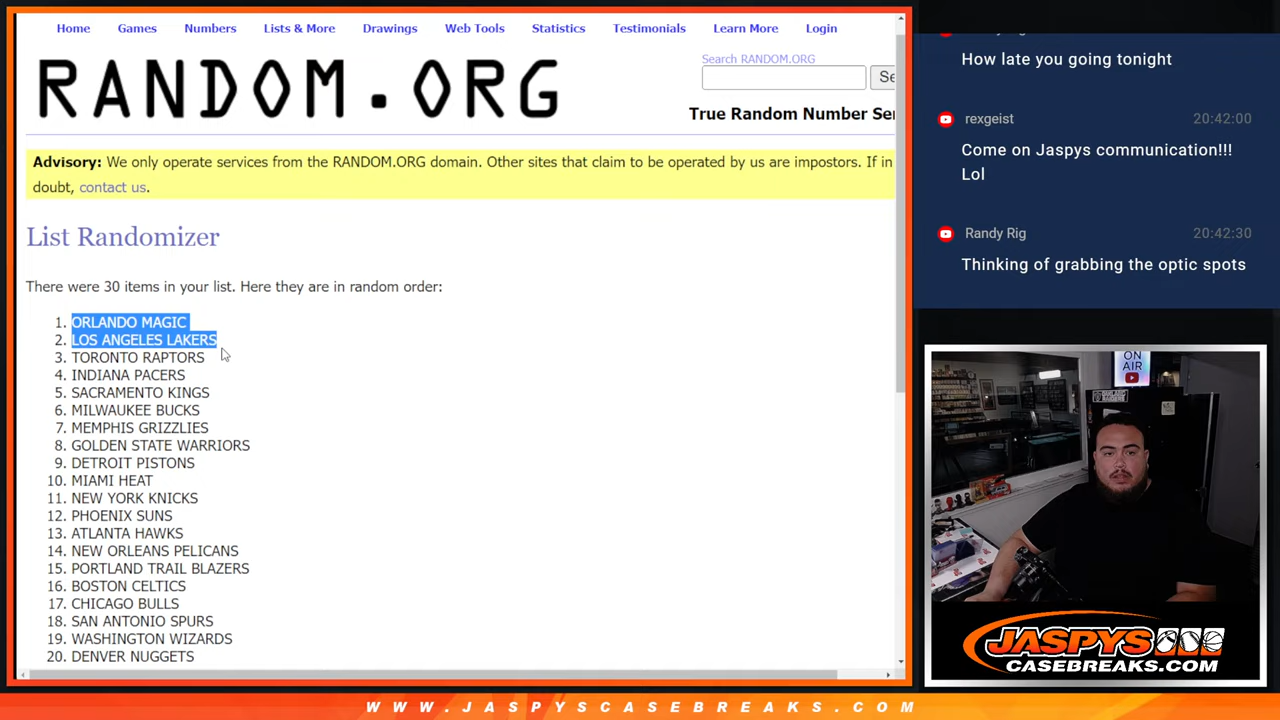 Home Games Numbers Lists & More Drawings Web Tools Statistics Testimonials Learn More Login
RANDOM.ORG
Search RANDOM.ORG
True Random Number Ser
Advisory: We only operate services from the RANDOM.ORG domain. Other sites that claim to be operated by us are impostors. If in
doubt, contact us.
List Randomizer
There were 30 items in your list. Here they are in random order:
1. ORLANDO MAGIC
2. LOS ANGELES LAKERS
3. TORONTO RAPTORS
4. INDIANA PACERS
5. SACRAMENTO KINGS
6. MILWAUKEE BUCKS
7. MEMPHIS GRIZZLIES
8. GOLDEN STATE WARRIORS
9. DETROIT PISTONS
10. MIAMI HEAT
11. NEW YORK KNICKS
12. PHOENIX SUNS
13. ATLANTA HAWKS
14. NEW ORLEANS PELICANS
15. PORTLAND TRAIL BLAZERS
16. BOSTON CELTICS
17. CHICAGO BULLS
18. SAN ANTONIO SPURS
19. WASHINGTON WIZARDS
20. DENVER NUGGETS
How late you going tonight
rexgeist 20:42:00
Come on Jaspys communication!!!
Lol
Randy Rig 20:42:30
Thinking of grabbing the optic spots
ON
AIR
JASPYS
CASEBREAKS.COM
WWW.JASPYSCASEBREAKS.COM